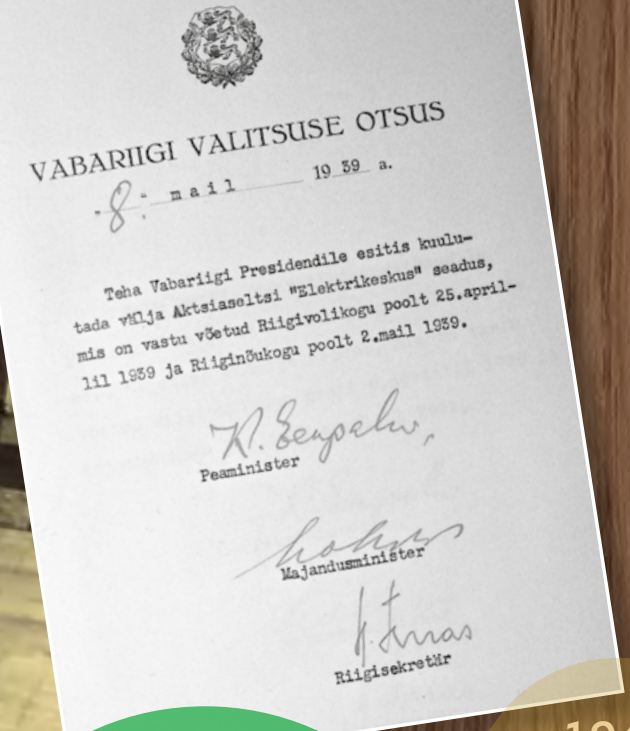 VABARIIGI VALITSUSE OTSUS
"8." mail 1939 a.
Teha Vabariigi Presidendile esitis kuulu-
tada välja Aktsiaseltsi "Elektrikeskus" seadus,
mis on vastu võetud Riigivolikogu poolt 25.april-
lil 1939 ja Riiginõukogu poolt 2.mail 1939.
K. Eenpalu,
Peaminister
Majandusminister
Riigisekretär